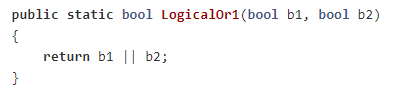 public static bool LogicalOr1(bool b1, bool b2)
{
    return b1 || b2;
}